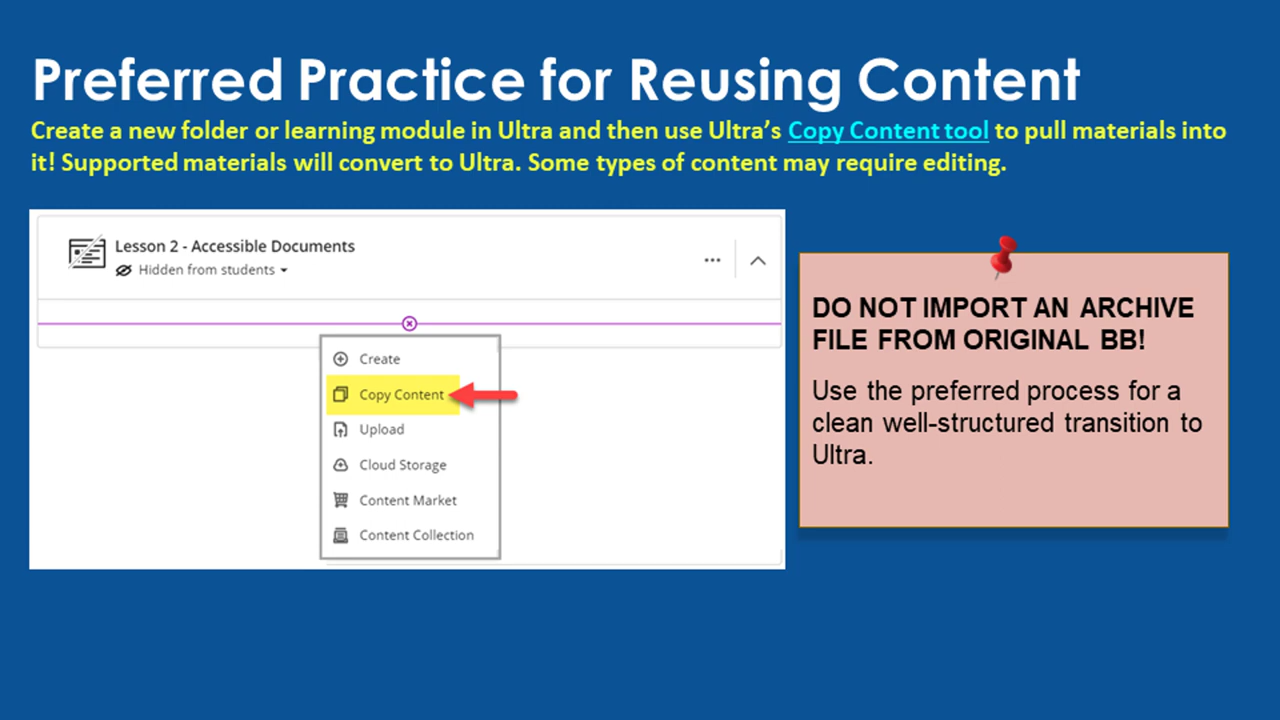 Preferred Practice for Reusing Content
Create a new folder or learning module in Ultra and then use Ultra's Copy Content tool to pull materials into
it! Supported materials will convert to Ultra. Some types of content may require editing.
Lesson 2 - Accessible Documents
Hidden from students
Create
Copy Content
Upload
Cloud Storage
Content Market
Content Collection
DO NOT IMPORT AN ARCHIVE
FILE FROM ORIGINAL BB!
Use the preferred process for a
clean well-structured transition to
Ultra.